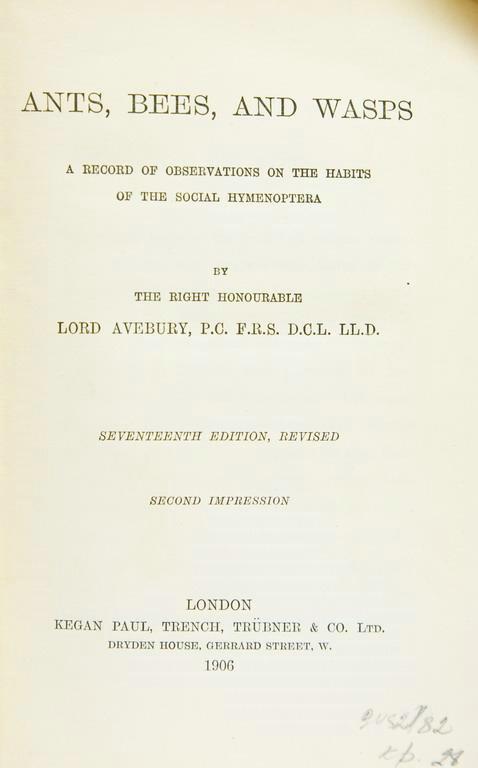 ANTS, BEES, AND WASPS
A RECORD OF OBSERVATIONS ON THE HABITS
OF THE SOCIAL HYMENOPTERA
BY
THE RIGHT HONOURABLE
LORD AVEBURY, P.C. F.R.S. D.C.L. LL.D.
SEVENTEENTH EDITION, REVISED
SECOND IMPRESSION
LONDON
KEGAN PAUL, TRENCH, TRÜBNER & CO. LTD.
DRYDEN HOUSE, GERRARD STREET, W.
1906